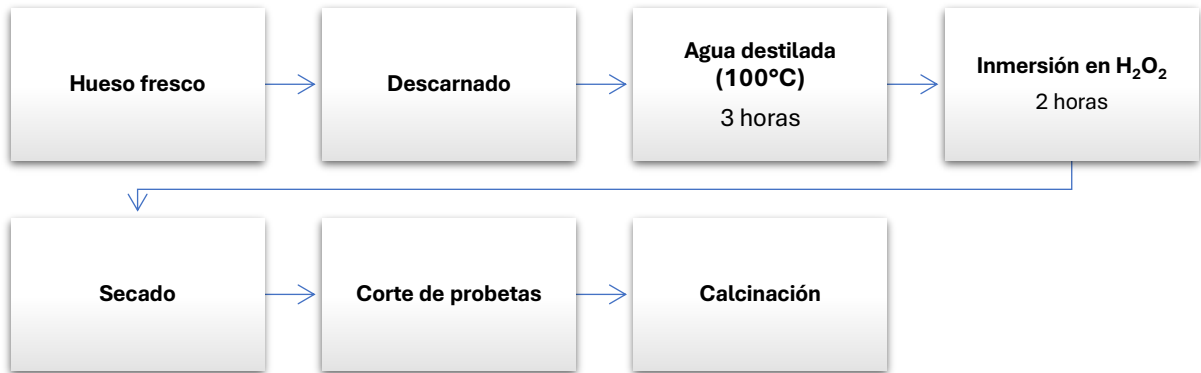 Hueso fresco
Descarnado
Agua destilada
(100°C)
3 horas
Inmersión en H₂O₂
2 horas
Secado
Corte de probetas
Calcinación